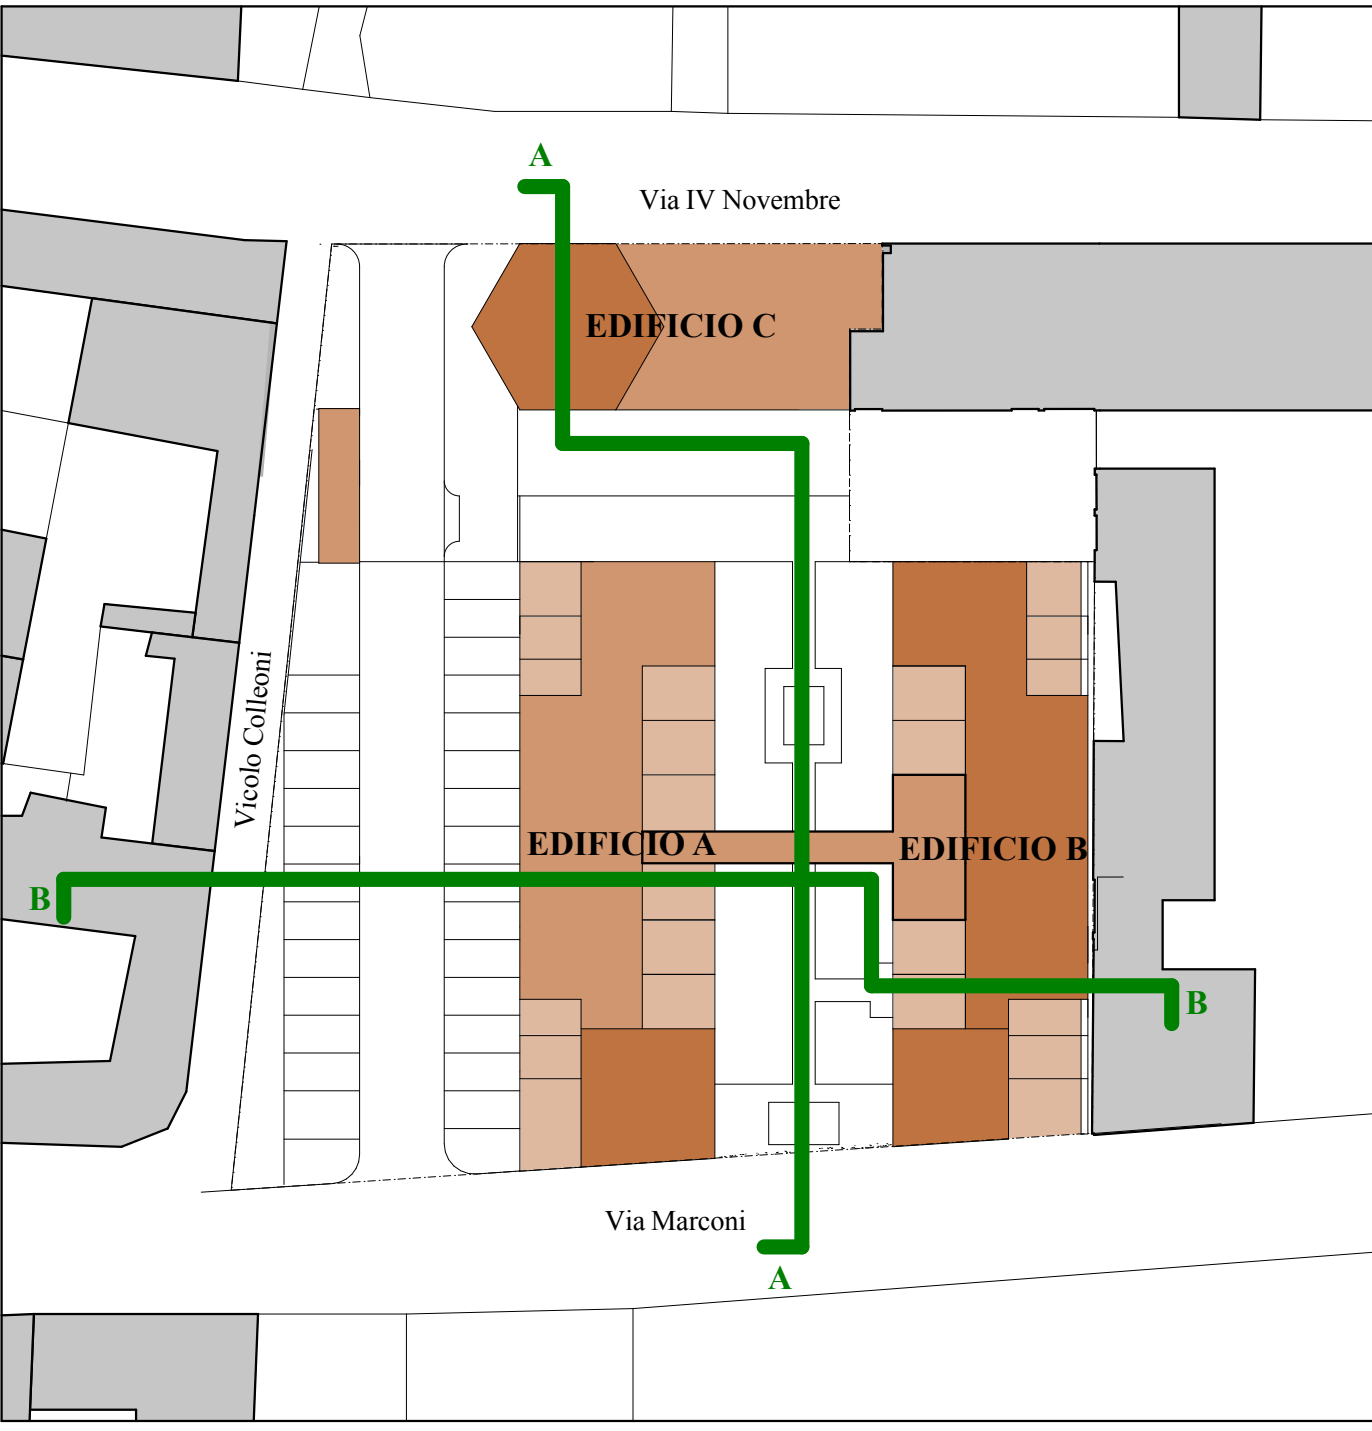 A
Via IV Novembre
EDIFICIO C
Vicolo Colleoni
EDIFICIO A
EDIFICIO B
B
B
Via Marconi
A